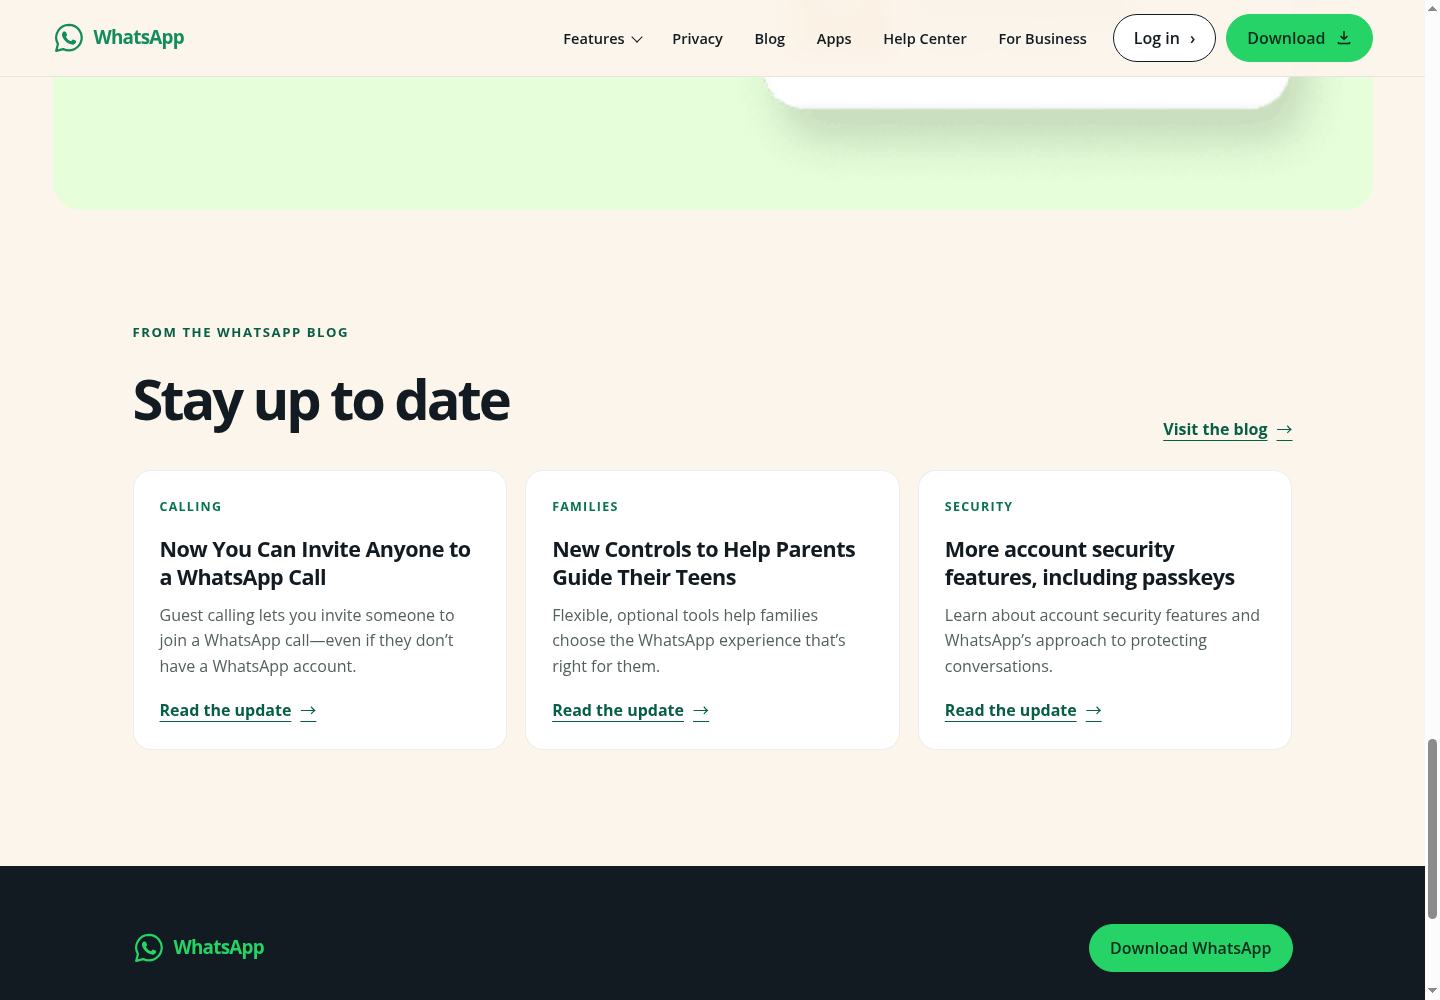 WhatsApp
Features
Privacy
Blog
Apps
Help Center
For Business
Log in ›
Download
FROM THE WHATSAPP BLOG
Stay up to date
Visit the blog →
CALLING
Now You Can Invite Anyone to
a WhatsApp Call
Guest calling lets you invite someone to
join a WhatsApp call—even if they don’t
have a WhatsApp account.
Read the update →
FAMILIES
New Controls to Help Parents
Guide Their Teens
Flexible, optional tools help families
choose the WhatsApp experience that’s
right for them.
Read the update →
SECURITY
More account security
features, including passkeys
Learn about account security features and
WhatsApp’s approach to protecting
conversations.
Read the update →
WhatsApp
Download WhatsApp